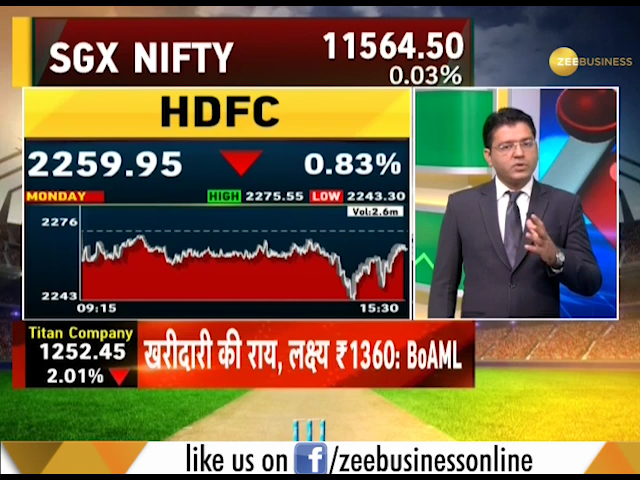 SGX NIFTY
11564.50
0.03%
ZEEBUSINESS
HDFC
2259.95 0.83%
MONDAY HIGH 2275.55 LOW 2243.30
Vol:2.6m
2276
2243
09:15 15:30
Titan Company
1252.45
2.01%
खरीदारी की राय, लक्ष्य ₹1360: BoAML
like us on f/zeebusinessonline